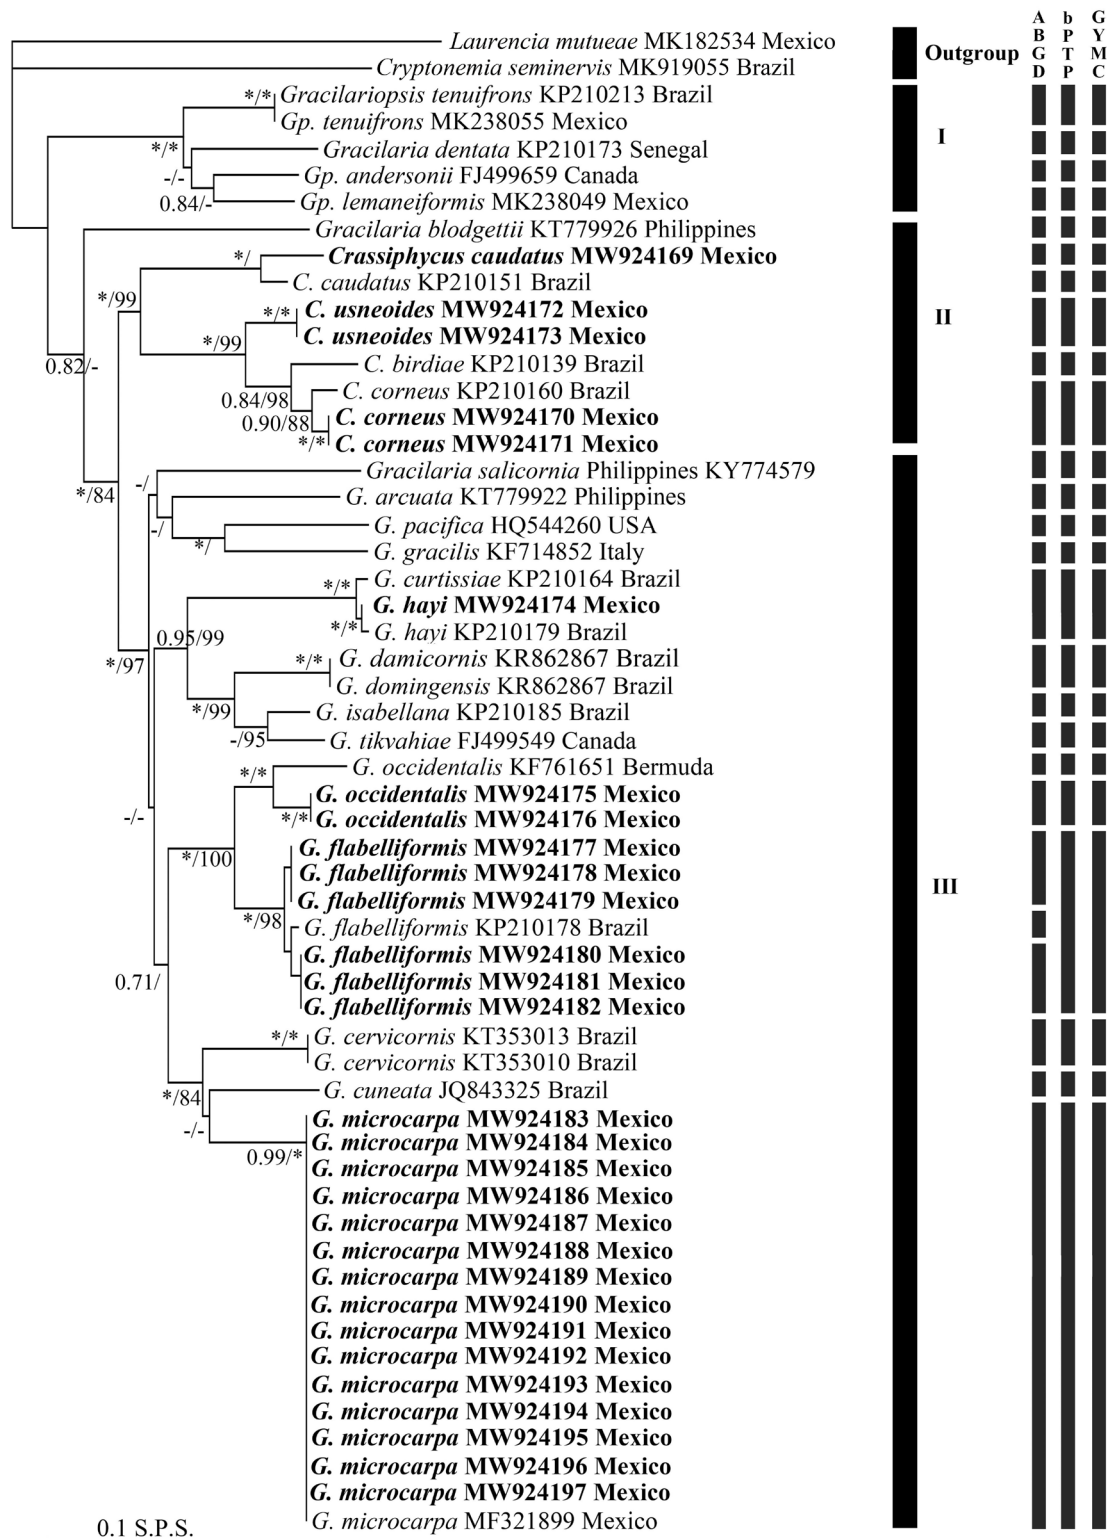 A b G
B P Y
G T M
D P C
Laurencia mutueae MK182534 Mexico
Outgroup
Cryptonemia seminervis MK919055 Brazil
*/*
Gracilariopsis tenuifrons KP210213 Brazil
Gp. tenuifrons MK238055 Mexico
I
*/*
Gracilaria dentata KP210173 Senegal
-/-
Gp. andersonii FJ499659 Canada
0.84/-
Gp. lemaneiformis MK238049 Mexico
Gracilaria blodgettii KT779926 Philippines
*/
Crassiphycus caudatus MW924169 Mexico
C. caudatus KP210151 Brazil
*/99
*/*
C. usneoides MW924172 Mexico
II
C. usneoides MW924173 Mexico
*/99
0.82/-
C. birdiae KP210139 Brazil
C. corneus KP210160 Brazil
0.84/98
C. corneus MW924170 Mexico
0.90/88
*/*
C. corneus MW924171 Mexico
Gracilaria salicornia Philippines KY774579
-/
*/84
G. arcuata KT779922 Philippines
-/
G. pacifica HQ544260 USA
*/
G. gracilis KF714852 Italy
G. curtissiae KP210164 Brazil
*/*
G. hayi MW924174 Mexico
*/*
G. hayi KP210179 Brazil
0.95/99
*/97
*/*
G. damicornis KR862867 Brazil
G. domingensis KR862867 Brazil
*/99
G. isabellana KP210185 Brazil
-/95
G. tikvahiae FJ499549 Canada
G. occidentalis KF761651 Bermuda
*/*
G. occidentalis MW924175 Mexico
*/*
G. occidentalis MW924176 Mexico
-/-
G. flabelliformis MW924177 Mexico
*/100
G. flabelliformis MW924178 Mexico
III
G. flabelliformis MW924179 Mexico
*/98
G. flabelliformis KP210178 Brazil
G. flabelliformis MW924180 Mexico
0.71/
G. flabelliformis MW924181 Mexico
G. flabelliformis MW924182 Mexico
*/*
G. cervicornis KT353013 Brazil
G. cervicornis KT353010 Brazil
*/84
G. cuneata JQ843325 Brazil
-/-
G. microcarpa MW924183 Mexico
G. microcarpa MW924184 Mexico
0.99/*
G. microcarpa MW924185 Mexico
G. microcarpa MW924186 Mexico
G. microcarpa MW924187 Mexico
G. microcarpa MW924188 Mexico
G. microcarpa MW924189 Mexico
G. microcarpa MW924190 Mexico
G. microcarpa MW924191 Mexico
G. microcarpa MW924192 Mexico
G. microcarpa MW924193 Mexico
G. microcarpa MW924194 Mexico
G. microcarpa MW924195 Mexico
G. microcarpa MW924196 Mexico
G. microcarpa MW924197 Mexico
G. microcarpa MF321899 Mexico
0.1 S.P.S.